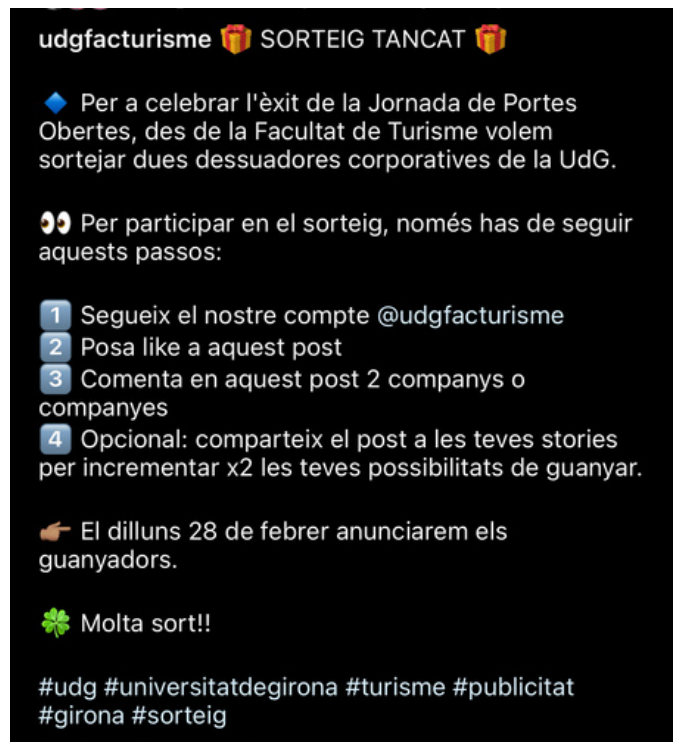 udgfacturisme 🎁 SORTEIG TANCAT 🎁
🔹 Per a celebrar l'èxit de la Jornada de Portes
Obertes, des de la Facultat de Turisme volem
sortejar dues dessuadores corporatives de la UdG.
👀 Per participar en el sorteig, només has de seguir
aquests passos:
1️⃣ Segueix el nostre compte @udgfacturisme
2️⃣ Posa like a aquest post
3️⃣ Comenta en aquest post 2 companys o
companyes
4️⃣ Opcional: comparteix el post a les teves stories
per incrementar x2 les teves possibilitats de guanyar.
👉🏽 El dilluns 28 de febrer anunciarem els
guanyadors.
🍀 Molta sort!!
#udg #universitatdegirona #turisme #publicitat
#girona #sorteig